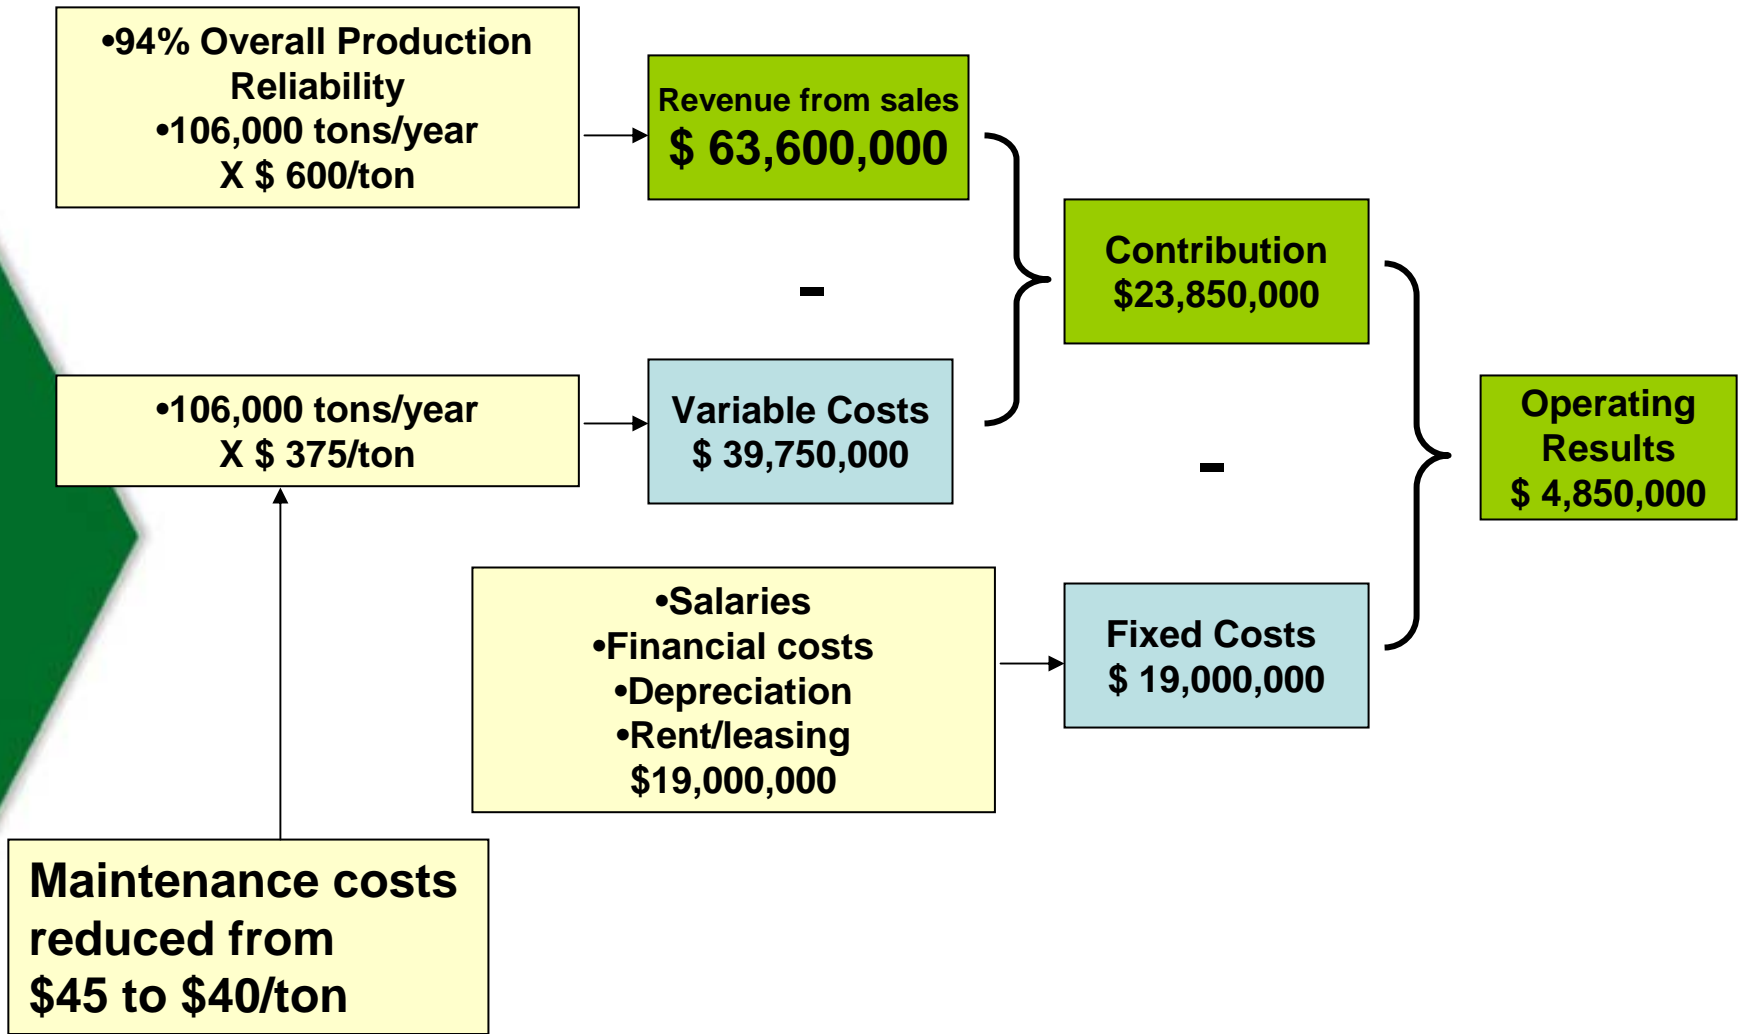 •94% Overall Production
Reliability
•106,000 tons/year
X $ 600/ton
Revenue from sales
$ 63,600,000
-
Contribution
$23,850,000
•106,000 tons/year
X $ 375/ton
Variable Costs
$ 39,750,000
-
Operating
Results
$ 4,850,000
•Salaries
•Financial costs
•Depreciation
•Rent/leasing
$19,000,000
Fixed Costs
$ 19,000,000
Maintenance costs
reduced from
$45 to $40/ton